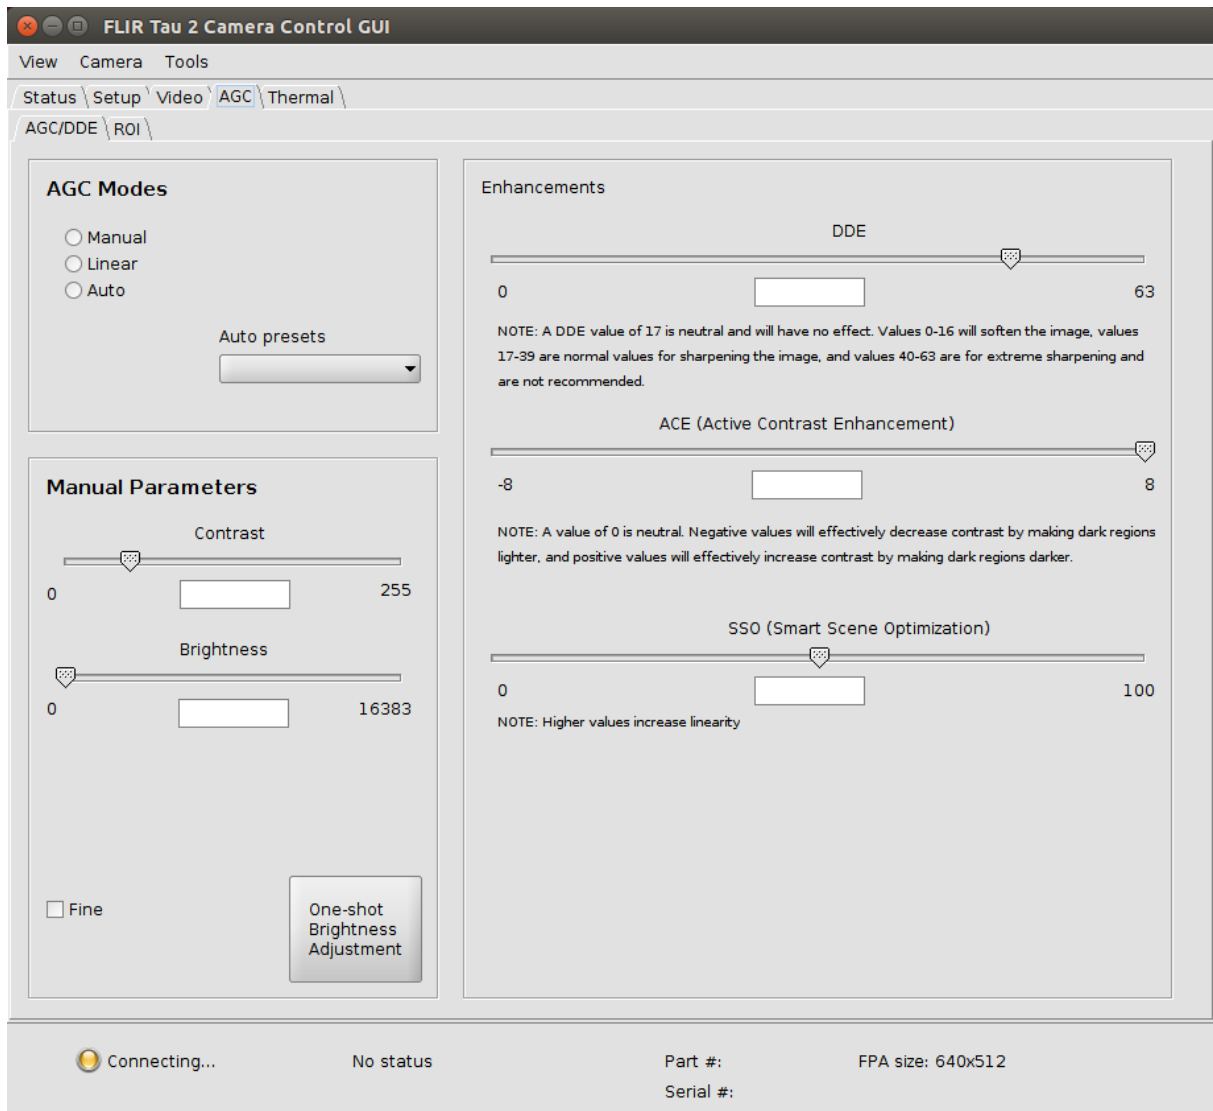 FLIR Tau 2 Camera Control GUI
View Camera Tools
Status Setup Video AGC Thermal
AGC/DDE ROI
AGC Modes
Manual
Linear
Auto
Auto presets
Manual Parameters
Contrast
0 255
Brightness
0 16383
Fine
One-shot
Brightness
Adjustment
Enhancements
DDE
0 63
NOTE: A DDE value of 17 is neutral and will have no effect. Values 0-16 will soften the image, values
17-39 are normal values for sharpening the image, and values 40-63 are for extreme sharpening and
are not recommended.
ACE (Active Contrast Enhancement)
-8 8
NOTE: A value of 0 is neutral. Negative values will effectively decrease contrast by making dark regions
lighter, and positive values will effectively increase contrast by making dark regions darker.
SSO (Smart Scene Optimization)
0 100
NOTE: Higher values increase linearity
Connecting... No status Part #: FPA size: 640x512
Serial #: